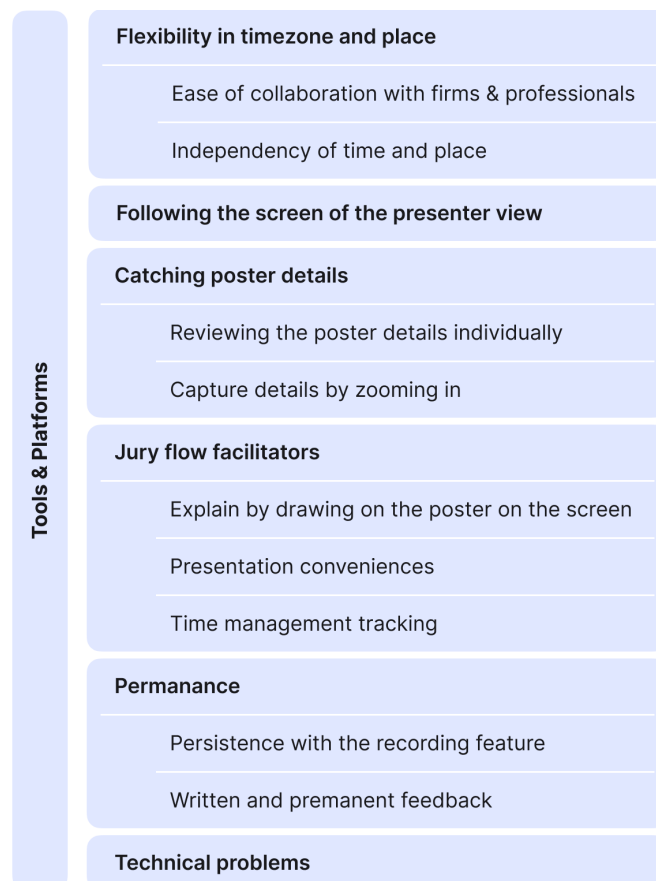 Tools & Platforms
Flexibility in timezone and place
Ease of collaboration with firms & professionals
Independency of time and place
Following the screen of the presenter view
Catching poster details
Reviewing the poster details individually
Capture details by zooming in
Jury flow facilitators
Explain by drawing on the poster on the screen
Presentation conveniences
Time management tracking
Permanance
Persistence with the recording feature
Written and premanent feedback
Technical problems